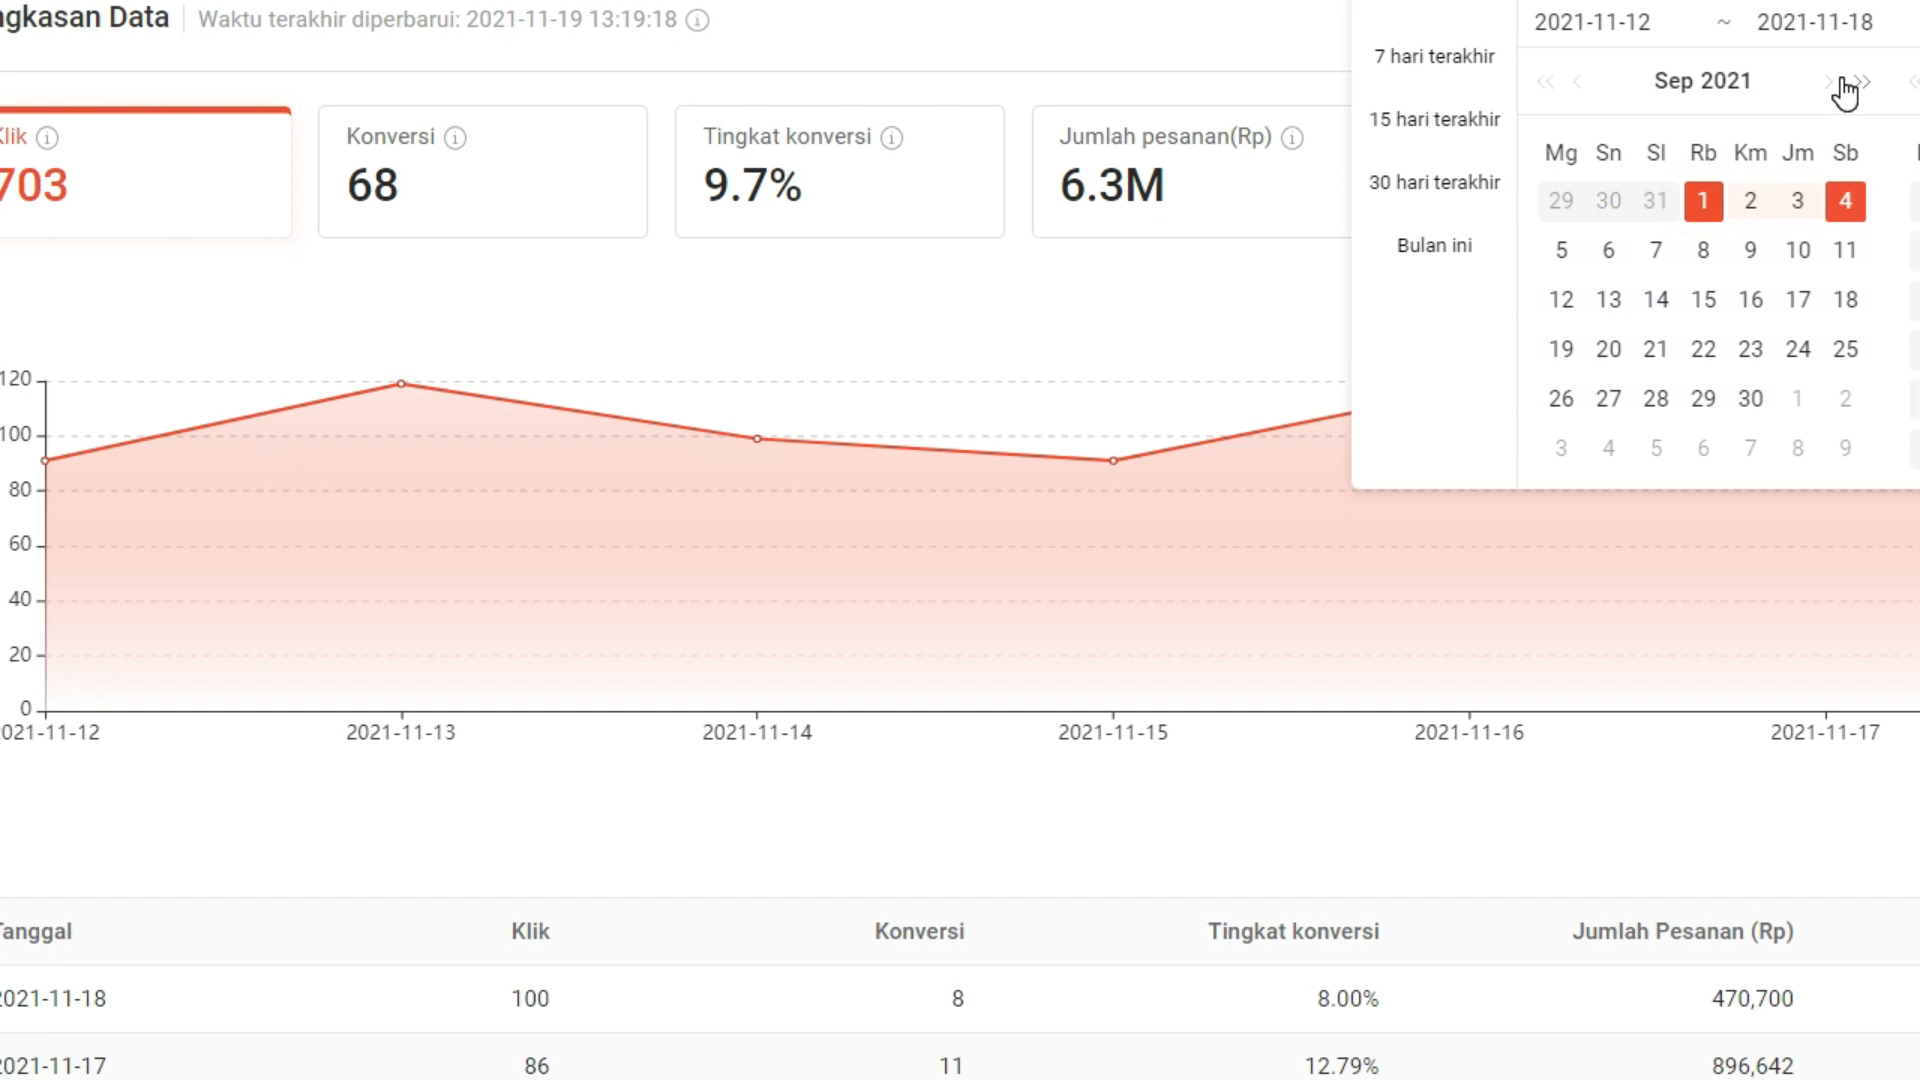 ngkasan Data Waktu terakhir diperbarui: 2021-11-19 13:19:18
2021-11-12 ~ 2021-11-18
7 hari terakhir
15 hari terakhir
30 hari terakhir
Bulan ini
Sep 2021
Mg Sn Sl Rb Km Jm Sb
29 30 31 1 2 3 4
5 6 7 8 9 10 11
12 13 14 15 16 17 18
19 20 21 22 23 24 25
26 27 28 29 30 1 2
3 4 5 6 7 8 9
Klik
703
Konversi
68
Tingkat konversi
9.7%
Jumlah pesanan(Rp)
6.3M
120
100
80
60
40
20
0
021-11-12 2021-11-13 2021-11-14 2021-11-15 2021-11-16 2021-11-17
Tanggal Klik Konversi Tingkat konversi Jumlah Pesanan (Rp)
2021-11-18 100 8 8.00% 470,700
2021-11-17 86 11 12.79% 896,642